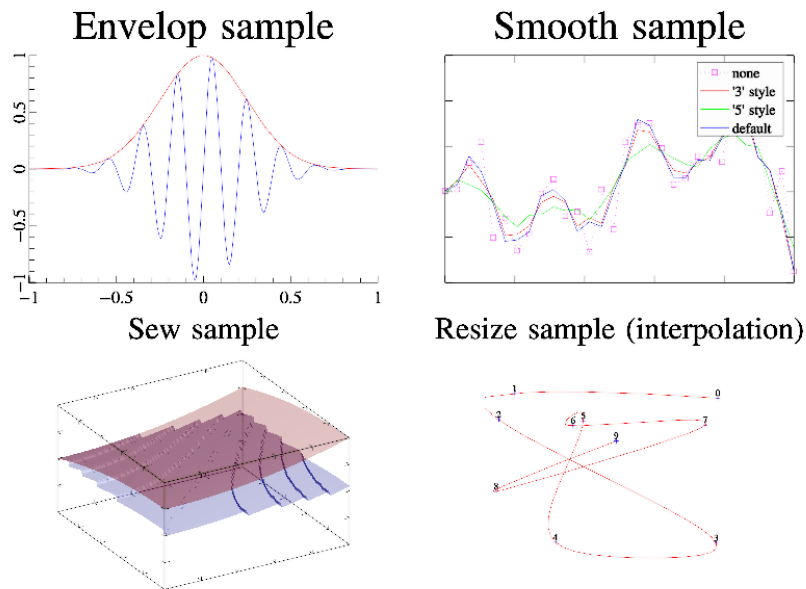 Envelop sample
Smooth sample
none
'3' style
'5' style
default
1
0.5
0
−0.5
−1
−1
−0.5
0
0.5
1
Sew sample
Resize sample (interpolation)
1
0
2
6
5
7
9
8
4
3